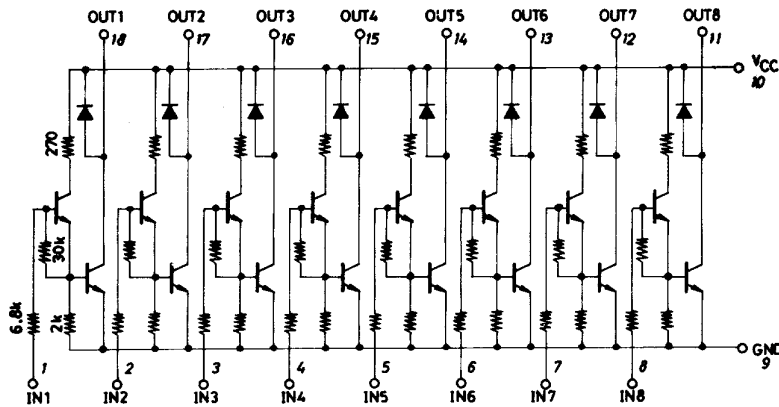 OUT1 OUT2 OUT3 OUT4 OUT5 OUT6 OUT7 OUT8
18 17 16 15 14 13 12 11
VCC
10
270
30k
6.8k
2k
GND
9
1 2 3 4 5 6 7 8
IN1 IN2 IN3 IN4 IN5 IN6 IN7 IN8